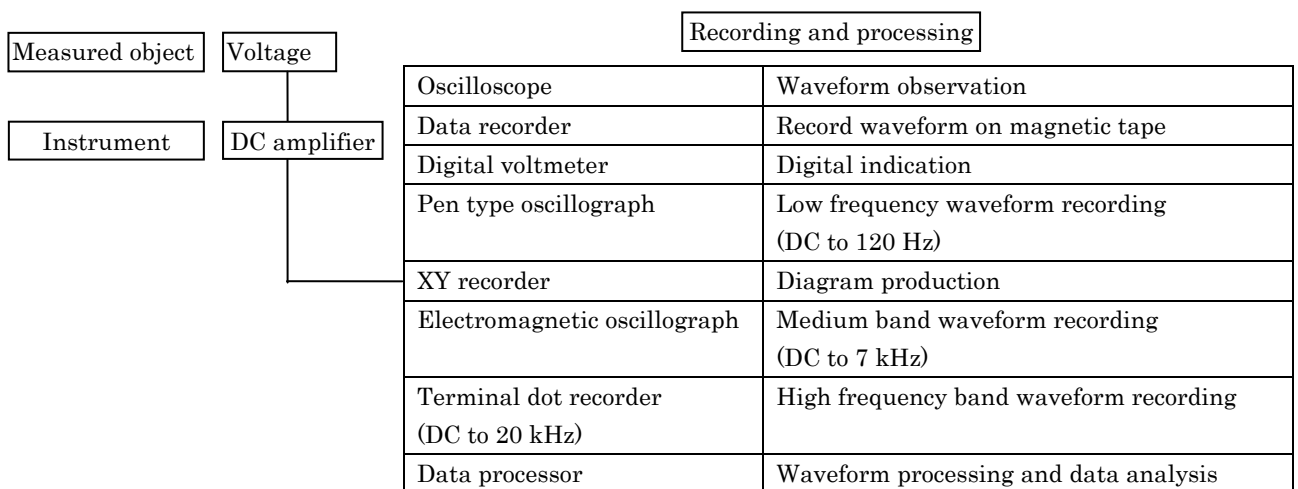 Recording and processing
Measured object
Voltage
Instrument
DC amplifier
Oscilloscope
Waveform observation
Data recorder
Record waveform on magnetic tape
Digital voltmeter
Digital indication
Pen type oscillograph
Low frequency waveform recording
(DC to 120 Hz)
XY recorder
Diagram production
Electromagnetic oscillograph
Medium band waveform recording
(DC to 7 kHz)
Terminal dot recorder
(DC to 20 kHz)
High frequency band waveform recording
Data processor
Waveform processing and data analysis